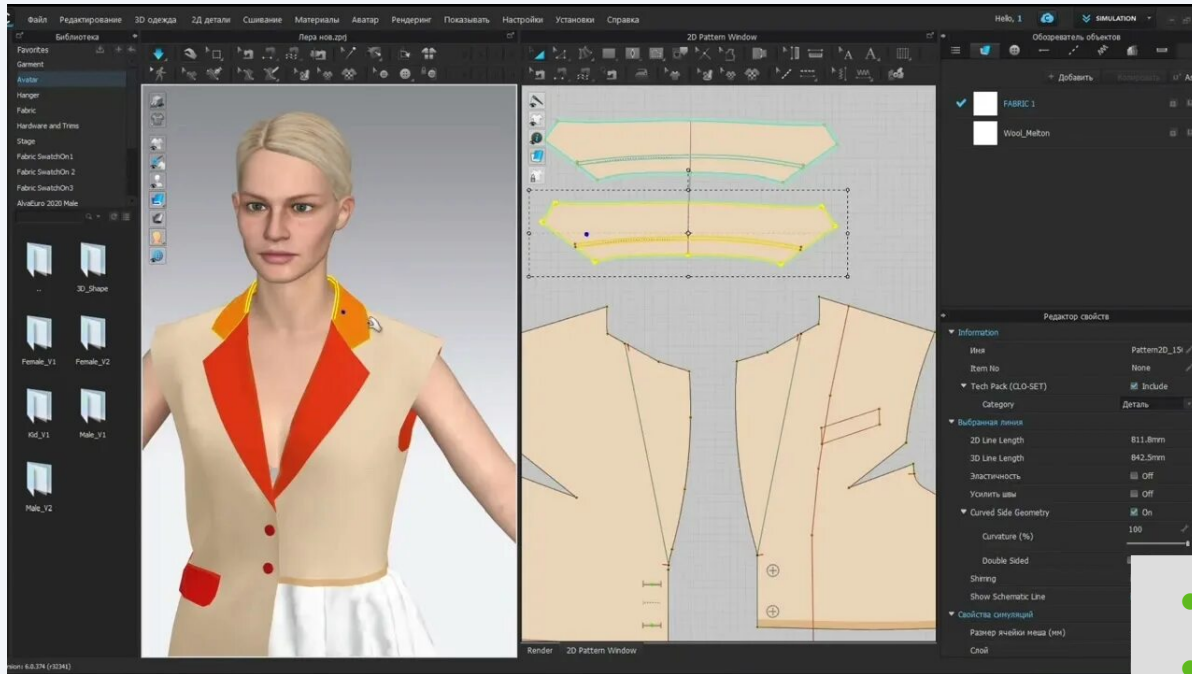 Файл Редактирование 3D одежда 2Д детали Сшивание Материалы Аватар Рендеринг Показывать Настройки Установки Справка
Hello, 1
SIMULATION
Библиотека
Лера нов.zprj
2D Pattern Window
Обозреватель объектов
Favorites
Garment
Avatar
Hanger
Fabric
Hardware and Trims
Stage
Fabric SwatchOn1
Fabric SwatchOn 2
Fabric SwatchOn3
AlvaEuro 2020 Male
..
3D_Shape
Female_V1
Female_V2
Kid_V1
Male_V1
Male_V2
+ Добавить
FABRIC 1
Wool_Melton
Редактор свойств
Information
Имя Pattern2D_15
Item No None
Tech Pack (CLO-SET) Include
Category Деталь
Выбранная линия
2D Line Length 811.8mm
3D Line Length 842.5mm
Эластичность Off
Усилить швы Off
Curved Side Geometry On
Curvature (%) 100
Double Sided
Shirring
Show Schematic Line
Свойства симуляций
Размер ячейки меша (мм)
Слой
Render 2D Pattern Window
6.0.374 (r32341)